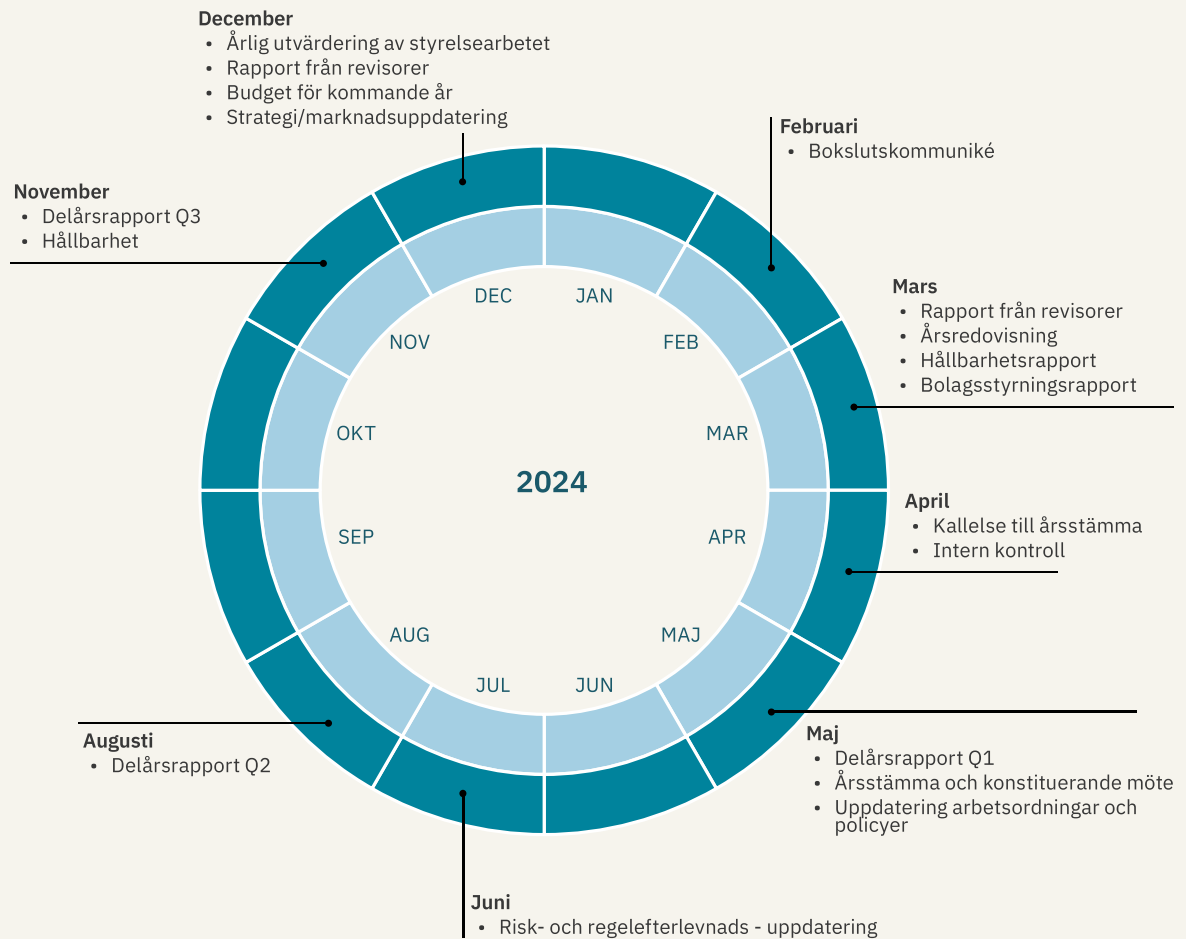 December
• Årlig utvärdering av styrelsearbetet
• Rapport från revisorer
• Budget för kommande år
• Strategi/marknadsuppdatering
Februari
• Bokslutskommuniké
November
• Delårsrapport Q3
• Hållbarhet
Mars
• Rapport från revisorer
• Årsredovisning
• Hållbarhetsrapport
• Bolagsstyrningsrapport
DEC
JAN
NOV
FEB
OKT
MAR
2024
SEP
APR
AUG
MAJ
JUL
JUN
April
• Kallelse till årsstämma
• Intern kontroll
Augusti
• Delårsrapport Q2
Maj
• Delårsrapport Q1
• Årsstämma och konstituerande möte
• Uppdatering arbetsordningar och
policyer
Juni
• Risk- och regelefterlevnads - uppdatering